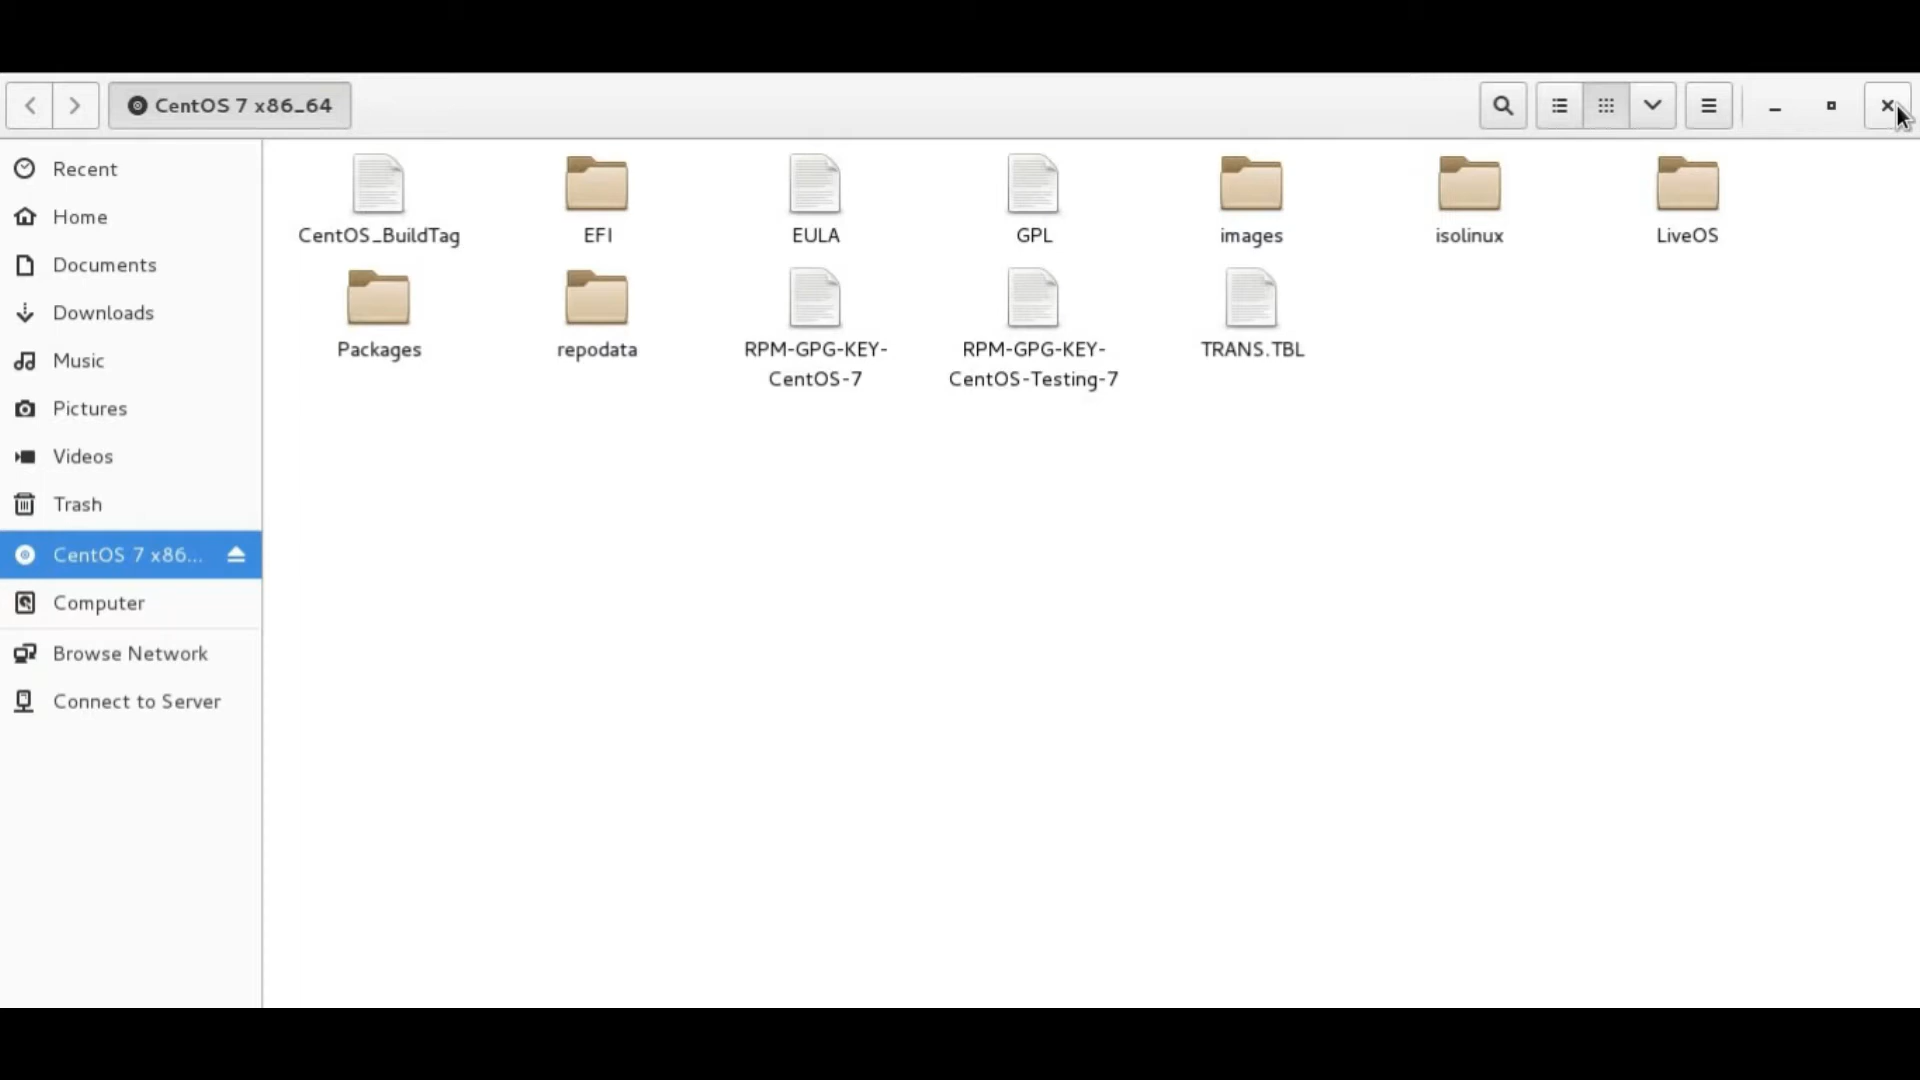 CentOS 7 x86_64
Recent
Home
Documents
Downloads
Music
Pictures
Videos
Trash
CentOS 7 x86...
Computer
Browse Network
Connect to Server
CentOS_BuildTag
EFI
EULA
GPL
images
isolinux
LiveOS
Packages
repodata
RPM-GPG-KEY-
CentOS-7
RPM-GPG-KEY-
CentOS-Testing-7
TRANS.TBL